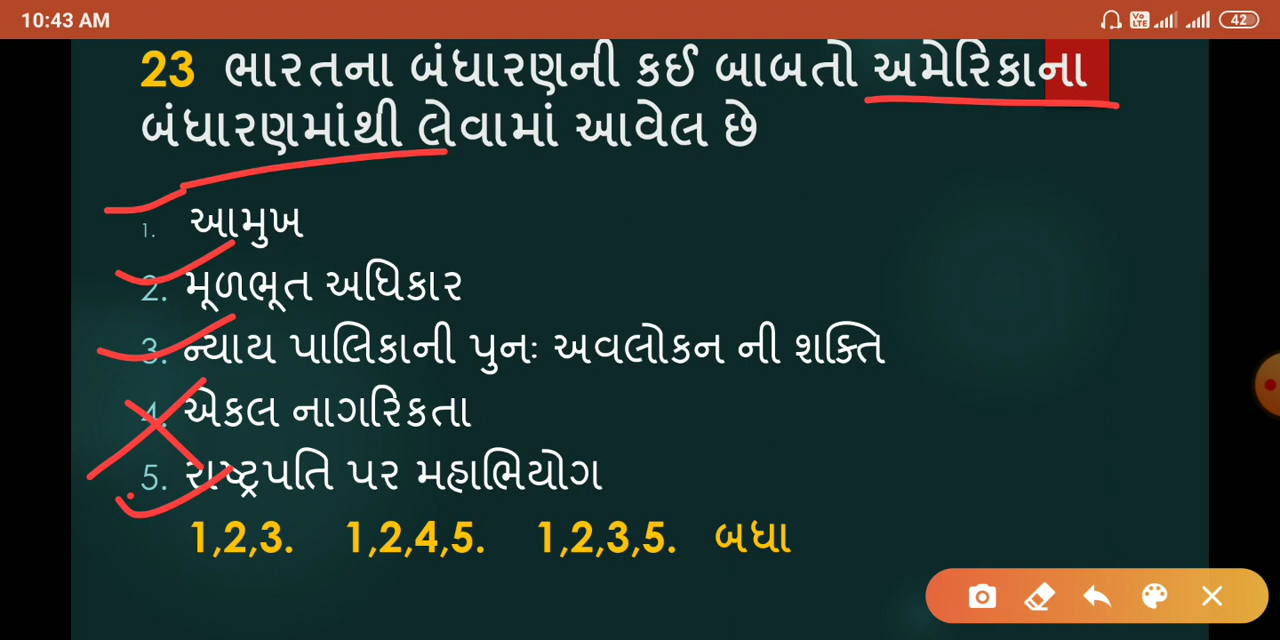 10:43 AM
Vo LTE 42
23 ભારતના બંધારણની કઈ બાબતો અમેરિકાના
બંધારણમાંથી લેવામાં આવેલ છે
1. આમુખ
2. મૂળભૂત અધિકાર
3. ન્યાય પાલિકાની પુનઃ અવલોકન ની શક્તિ
4. એકલ નાગરિકતા
5. રાષ્ટ્રપતિ પર મહાભિયોગ
1,2,3. 1,2,4,5. 1,2,3,5. બધા